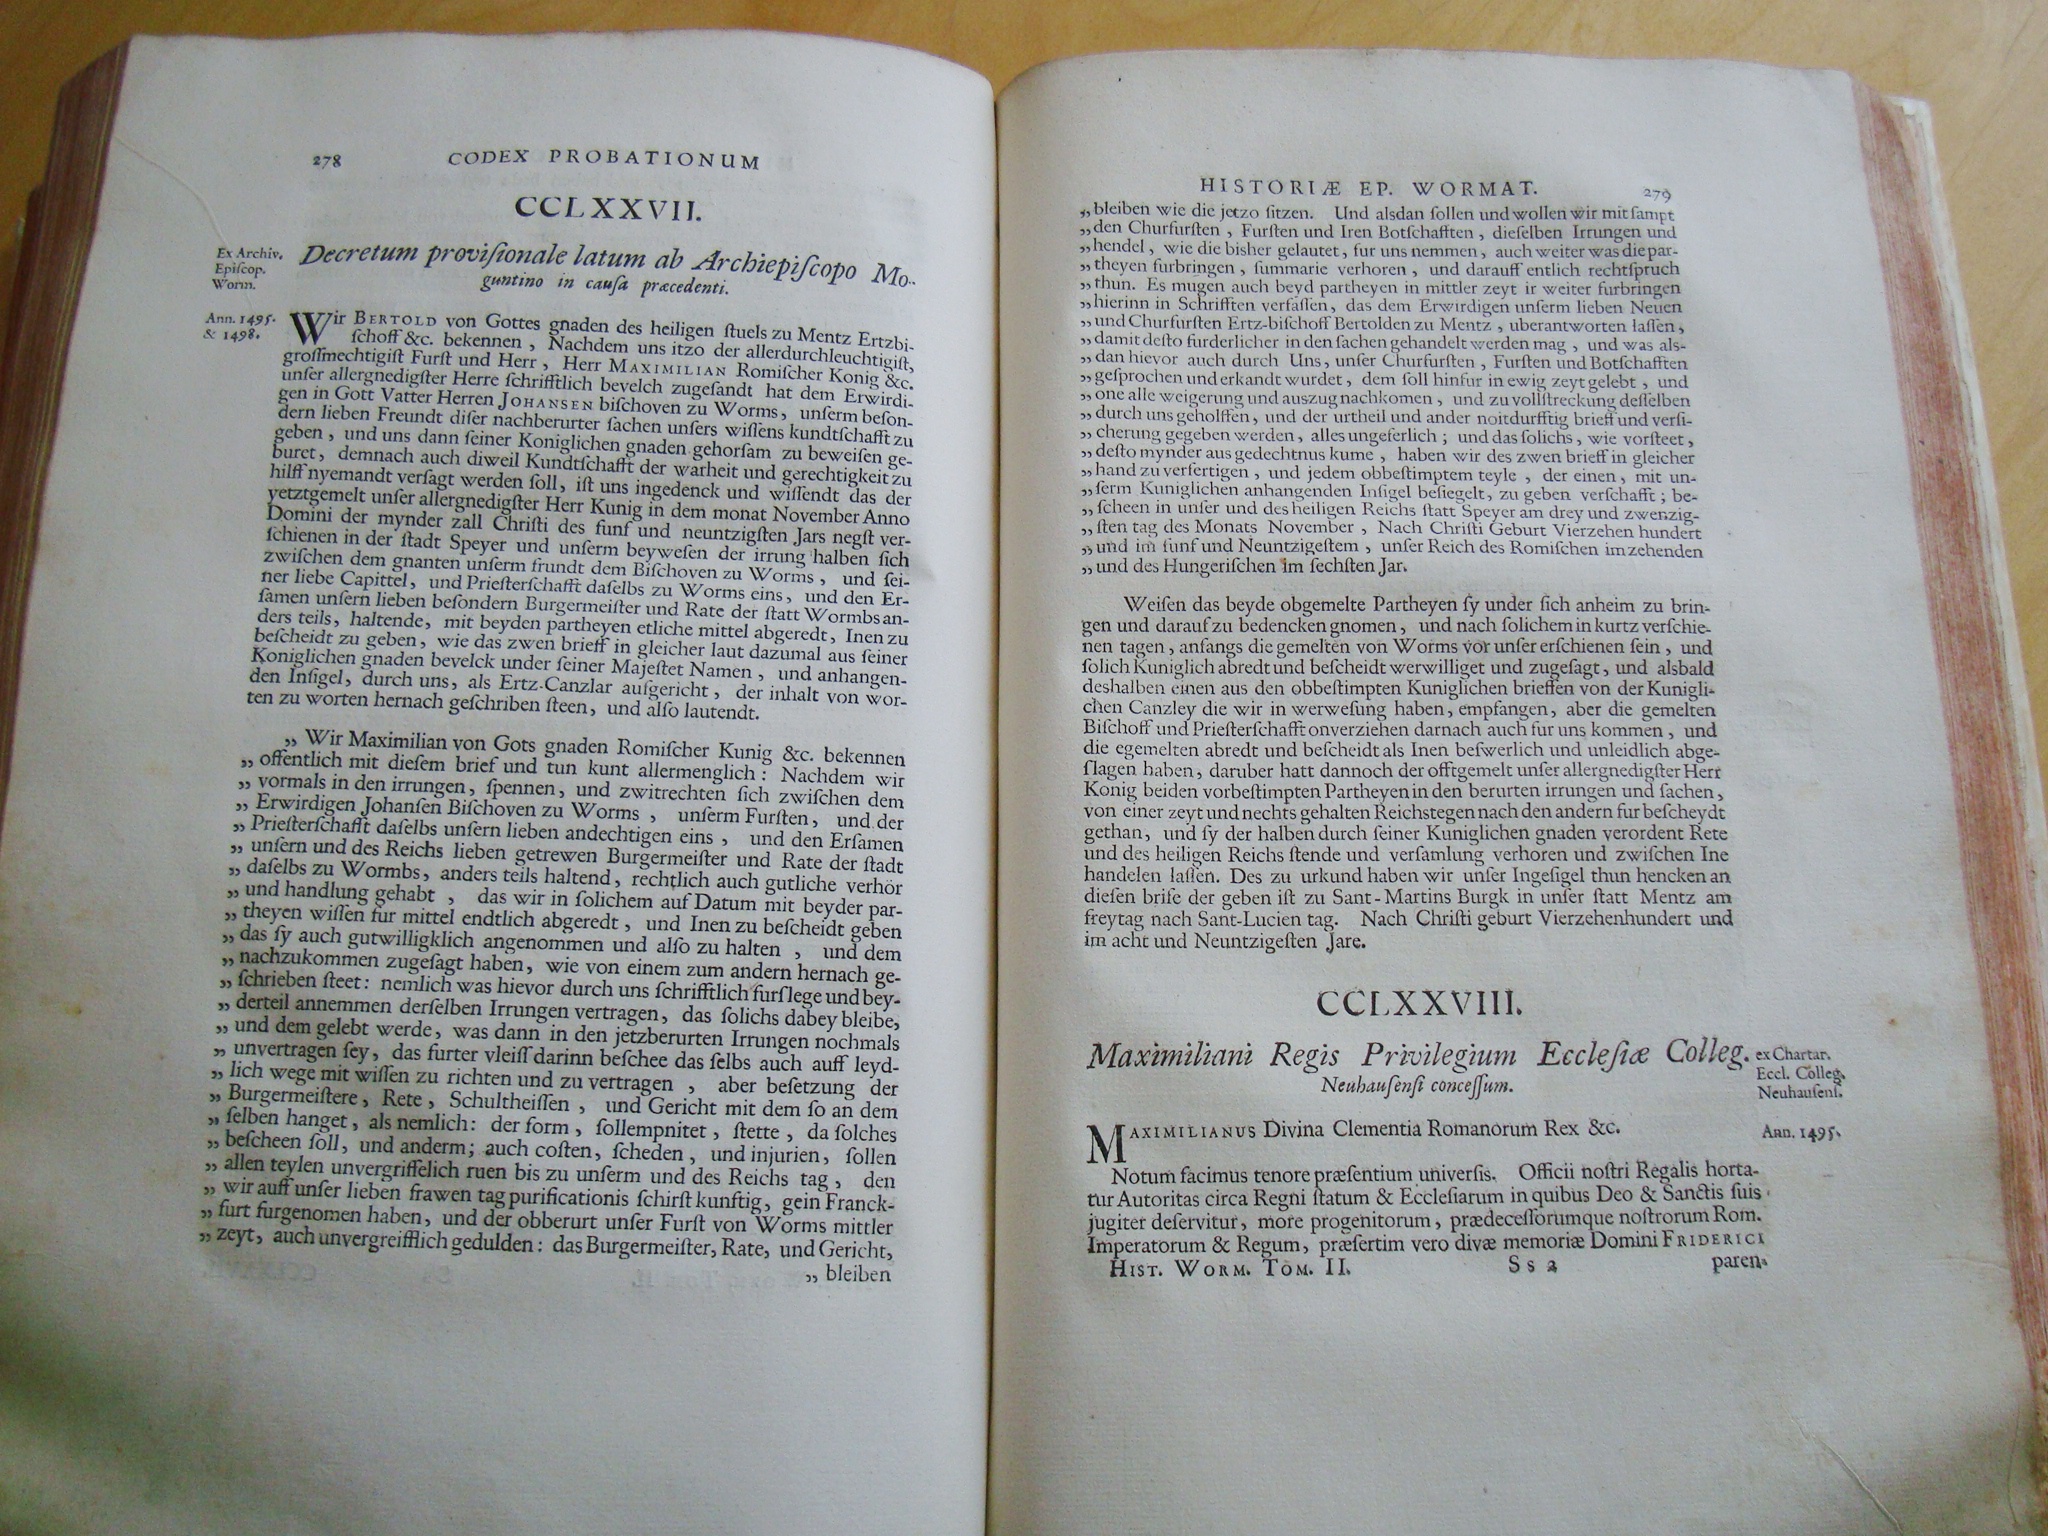 278 CODEX PROBATIONUM
CCLXXVII.
Ex Archiv.
Epiſcop.
Worm.
Decretum proviſionale latum ab Archiepiſcopo Mo-
guntino in cauſa præcedenti.
Ann. 1495.
& 1498.
Wir BERTOLD von Gottes gnaden des heiligen ſtuels zu Mentz Ertzbi-
ſchoff &c. bekennen, Nachdem uns itzo der allerdurchleuchtigiſt,
groſſmechtigiſt Furſt und Herr, Herr MAXIMILIAN Romiſcher Konig &c.
unſer allergnedigſter Herre ſchrifftlich bevelch zugeſandt hat dem Erwirdi-
gen in Gott Vatter Herren JOHANSEN biſchoven zu Worms, unſerm beſon-
dern lieben Freundt diſer nachberurter ſachen unſers wiſſens kundtſchafft zu
geben, und uns dann ſeiner Koniglichen gnaden gehorſam zu beweiſen ge-
buret, demnach auch diweil Kundtſchafft der warheit und gerechtigkeit zu
hilff nyemandt verſagt werden ſoll, iſt uns ingedenck und wiſſendt das der
yetztgemelt unſer allergnedigſter Herr Kunig in dem monat November Anno
Domini der mynder zall Chriſti des funf und neuntzigſten Jars negſt ver-
ſchienen in der ſtadt Speyer und unſerm beyweſen der irrung halben ſich
zwiſchen dem gnanten unſerm frundt dem Biſchoven zu Worms, und ſei-
ner liebe Capittel, und Prieſterſchafft daſelbs zu Worms eins, und den Er-
ſamen unſern lieben beſondern Burgermeiſter und Rate der ſtatt Wormbs an-
ders teils, haltende, mit beyden partheyen etliche mittel abgeredt, Inen zu
beſcheidt zu geben, wie das zwen brieff in gleicher laut dazumal aus ſeiner
Koniglichen gnaden bevelck under ſeiner Majeſtet Namen, und anhangen-
den Inſigel, durch uns, als Ertz-Canzlar aufgericht, der inhalt von wor-
ten zu worten hernach geſchriben ſteen, und alſo lautendt.
„ Wir Maximilian von Gots gnaden Romiſcher Kunig &c. bekennen
„ offentlich mit dieſem brief und tun kunt allermenglich: Nachdem wir
„ vormals in den irrungen, ſpennen, und zwitrechten ſich zwiſchen dem
„ Erwirdigen Johanſen Biſchoven zu Worms, unſerm Furſten, und der
„ Prieſterſchafft daſelbs unſern lieben andechtigen eins, und den Erſamen
„ unſern und des Reichs lieben getrewen Burgermeiſter und Rate der ſtadt
„ daſelbs zu Wormbs, anders teils haltend, rechtlich auch gutliche verhör
„ und handlung gehabt, das wir in ſolichem auf Datum mit beyder par-
„ theyen wiſſen fur mittel endtlich abgeredt, und Inen zu beſcheidt geben
„ das ſy auch gutwilligklich angenommen und alſo zu halten, und dem
„ nachzukommen zugeſagt haben, wie von einem zum andern hernach ge-
„ ſchrieben ſteet: nemlich was hievor durch uns ſchrifftlich furſlege und bey-
„ derteil annemmen derſelben Irrungen vertragen, das ſolichs dabey bleibe,
„ und dem gelebt werde, was dann in den jetzberurten Irrungen nochmals
„ unvertragen ſey, das furter vleiſſ darinn beſchee das ſelbs auch auff leyd-
„ lich wege mit wiſſen zu richten und zu vertragen, aber beſetzung der
„ Burgermeiſtere, Rete, Schultheiſſen, und Gericht mit dem ſo an dem
„ ſelben hanget, als nemlich: der form, ſollempnitet, ſtette, da ſolches
„ beſcheen ſoll, und anderm; auch coſten, ſcheden, und injurien, ſollen
„ allen teylen unvergriffelich ruen bis zu unſerm und des Reichs tag, den
„ wir auff unſer lieben frawen tag purificationis ſchirſt kunftig, gein Franck-
„ furt furgenomen haben, und der obberurt unſer Furſt von Worms mittler
„ zeyt, auch unvergreifflich gedulden: das Burgermeiſter, Rate, und Gericht,
„ bleiben
HISTORIÆ EP. WORMAT. 279
„ bleiben wie die jetzo ſitzen. Und alsdan ſollen und wollen wir mit ſampt
„ den Churfurſten, Furſten und Iren Botſchafften, dieſelben Irrungen und
„ hendel, wie die bisher gelautet, fur uns nemmen, auch weiter was die par-
„ theyen furbringen, ſummarie verhoren, und darauff entlich rechtſpruch
„ thun. Es mugen auch beyd partheyen in mittler zeyt ir weiter furbringen
„ hierinn in Schrifften verfaſſen, das dem Erwirdigen unſerm lieben Neuen
„ und Churfurſten Ertz-biſchoff Bertolden zu Mentz, uberantworten laſſen,
„ damit deſto furderlicher in den ſachen gehandelt werden mag, und was als-
„ dan hievor auch durch Uns, unſer Churfurſten, Furſten und Botſchafften
„ geſprochen und erkandt wurdet, dem ſoll hinfur in ewig zeyt gelebt, und
„ one alle weigerung und auszug nachkomen, und zu vollſtreckung deſſelben
„ durch uns geholffen, und der urtheil und ander noitdurfftig brieff und verſi-
„ cherung gegeben werden, alles ungeferlich; und das ſolichs, wie vorſteet,
„ deſto mynder aus gedechtnus kume, haben wir des zwen brieff in gleicher
„ hand zu verfertigen, und jedem obbeſtimptem teyle, der einen, mit un-
„ ſerm Kuniglichen anhangenden Inſigel beſiegelt, zu geben verſchafft; be-
„ ſcheen in unſer und des heiligen Reichs ſtatt Speyer am drey und zwenzig-
„ ſten tag des Monats November, Nach Chriſti Geburt Vierzehen hundert
„ und im funf und Neuntzigeſtem, unſer Reich des Romiſchen im zehenden
„ und des Hungeriſchen im ſechſten Jar.
Weiſen das beyde obgemelte Partheyen ſy under ſich anheim zu brin-
gen und darauf zu bedencken gnomen, und nach ſolichem in kurtz verſchie-
nen tagen, anfangs die gemelten von Worms vor unſer erſchienen ſein, und
ſolich Kuniglich abredt und beſcheidt werwilliget und zugeſagt, und alsbald
deshalben einen aus den obbeſtimpten Kuniglichen brieffen von der Kunigli-
chen Canzley die wir in werweſung haben, empfangen, aber die gemelten
Biſchoff und Prieſterſchafft onverziehen darnach auch fur uns kommen, und
die egemelten abredt und beſcheidt als Inen beſwerlich und unleidlich abge-
ſlagen haben, daruber hatt dannoch der offtgemelt unſer allergnedigſter Herr
Konig beiden vorbeſtimpten Partheyen in den berurten irrungen und ſachen,
von einer zeyt und nechts gehalten Reichstegen nach den andern fur beſcheydt
gethan, und ſy der halben durch ſeiner Kuniglichen gnaden verordent Rete
und des heiligen Reichs ſtende und verſamlung verhoren und zwiſchen Ine
handelen laſſen. Des zu urkund haben wir unſer Ingeſigel thun hencken an
dieſen briſe der geben iſt zu Sant-Martins Burgk in unſer ſtatt Mentz am
freytag nach Sant-Lucien tag. Nach Chriſti geburt Vierzehenhundert und
im acht und Neuntzigeſten Jare.
CCLXXVIII.
Maximiliani Regis Privilegium Eccleſiæ Colleg.
Neuhauſenſi conceſſum.
ex Chartar.
Eccl. Colleg.
Neuhauſenſ.
Ann. 1495.
MAXIMILIANUS Divina Clementia Romanorum Rex &c.
Notum facimus tenore præſentium univerſis. Officii noſtri Regalis horta-
tur Autoritas circa Regni ſtatum & Eccleſiarum in quibus Deo & Sanctis ſuis
jugiter deſervitur, more progenitorum, prædeceſſorumque noſtrorum Rom.
Imperatorum & Regum, præſertim vero divæ memoriæ Domini FRIDERICI
HIST. WORM. TOM. II. S s 2 paren-